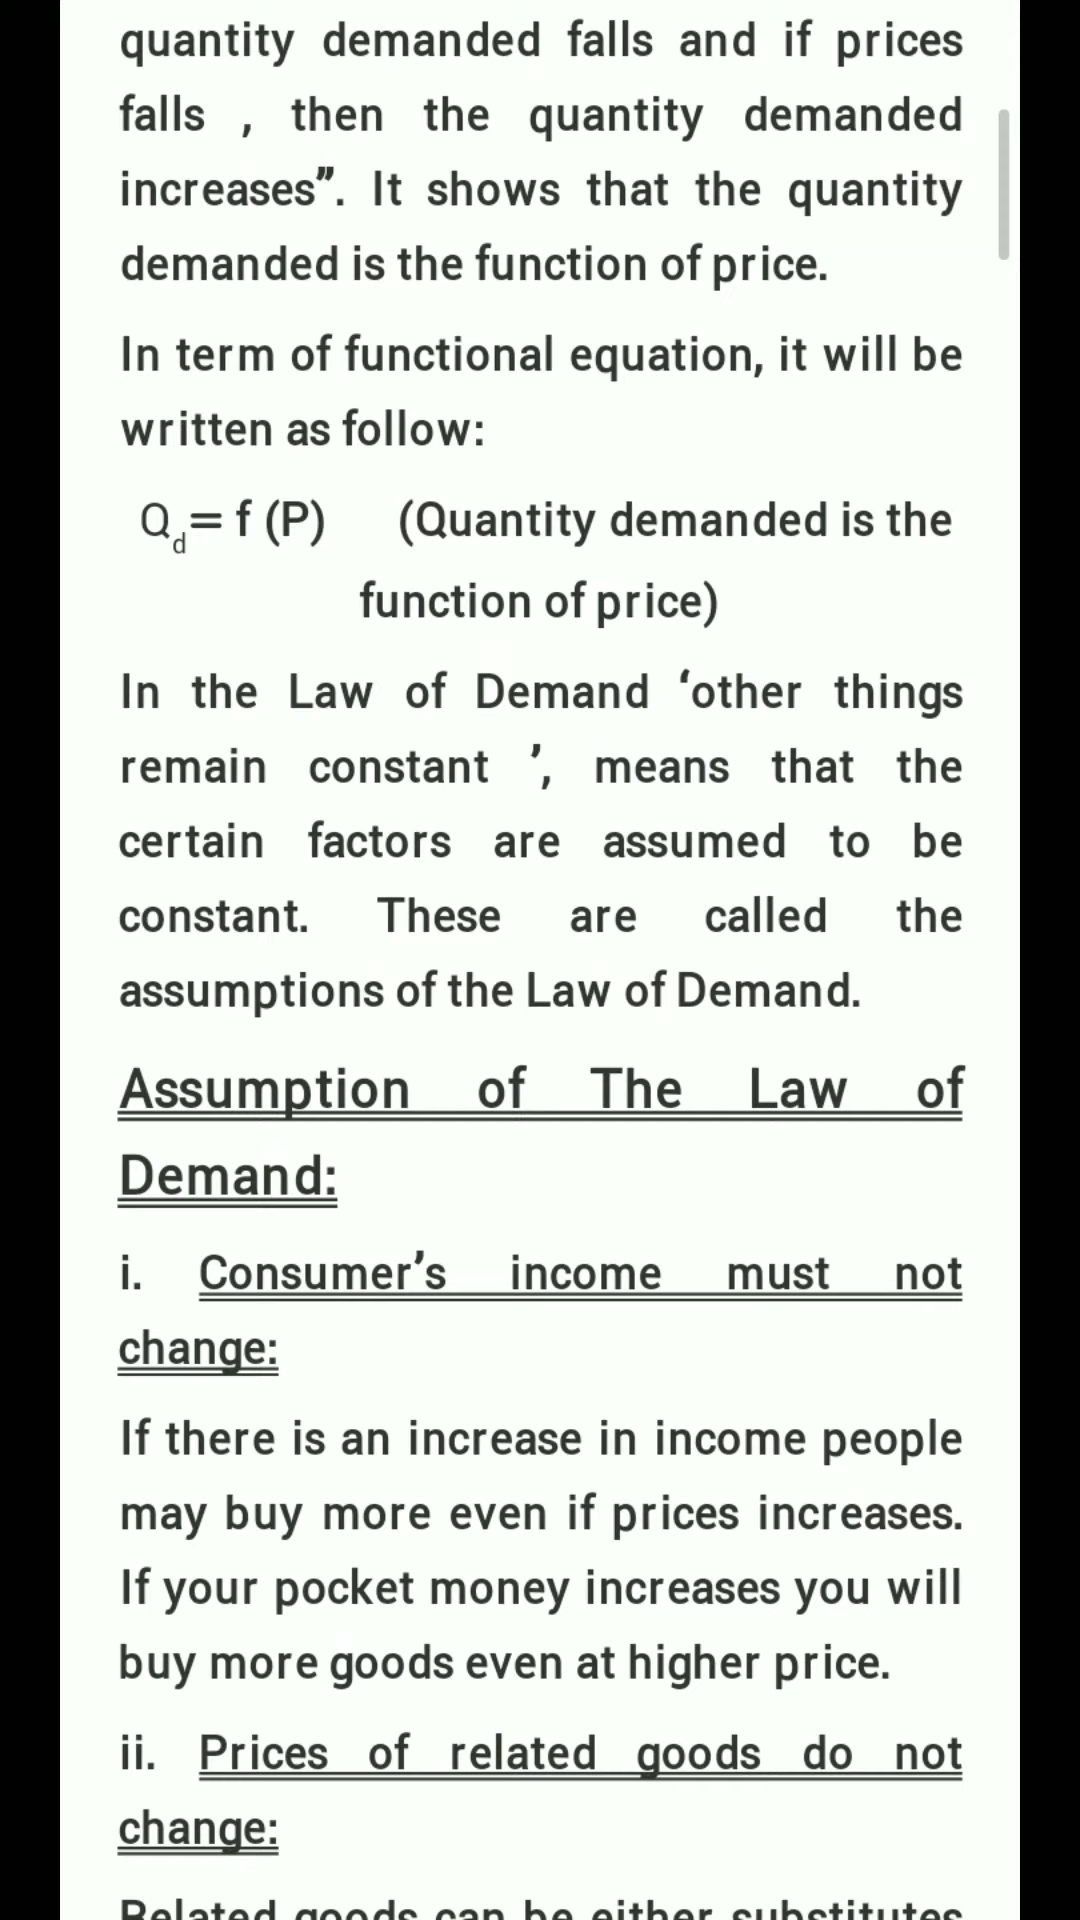 quantity demanded falls and if prices
falls , then the quantity demanded
increases”. It shows that the quantity
demanded is the function of price.
In term of functional equation, it will be
written as follow:
Qd= f (P) (Quantity demanded is the
function of price)
In the Law of Demand ‘other things
remain constant ’, means that the
certain factors are assumed to be
constant. These are called the
assumptions of the Law of Demand.
Assumption of The Law of
Demand:
i. Consumer’s income must not
change:
If there is an increase in income people
may buy more even if prices increases.
If your pocket money increases you will
buy more goods even at higher price.
ii. Prices of related goods do not
change:
Related goods can be either substitutes